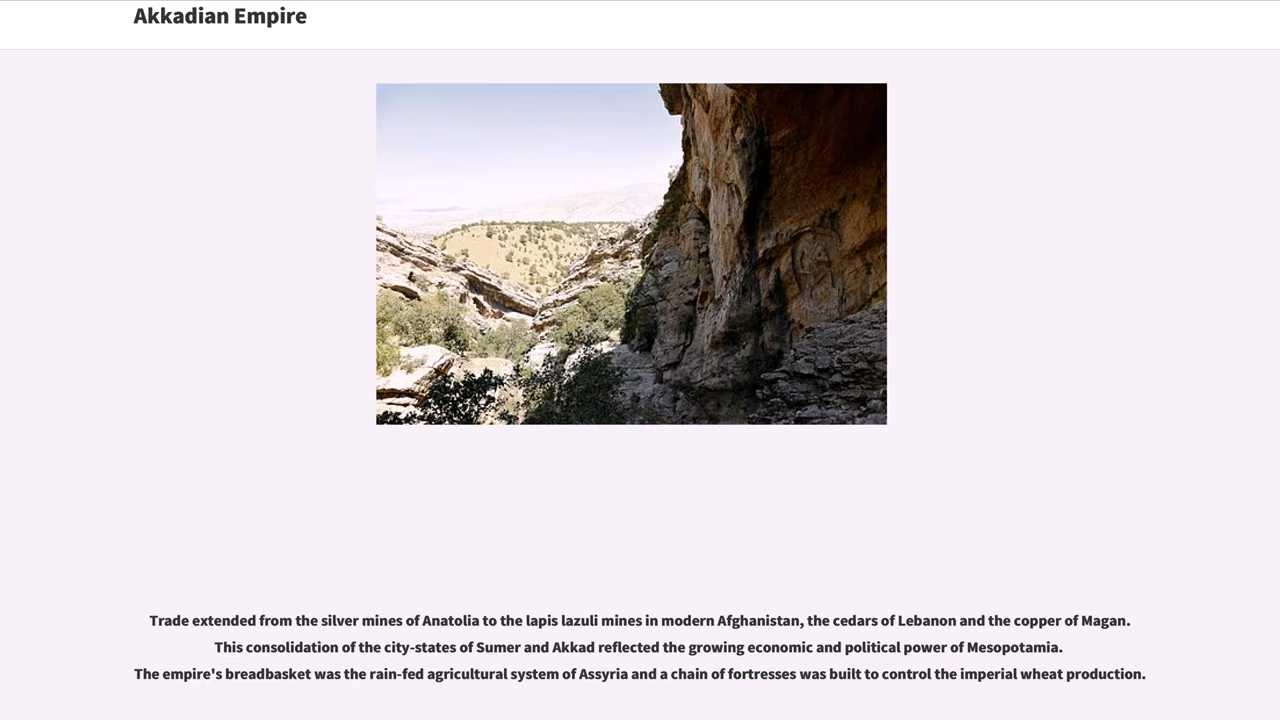 Akkadian Empire
Trade extended from the silver mines of Anatolia to the lapis lazuli mines in modern Afghanistan, the cedars of Lebanon and the copper of Magan.
This consolidation of the city-states of Sumer and Akkad reflected the growing economic and political power of Mesopotamia.
The empire's breadbasket was the rain-fed agricultural system of Assyria and a chain of fortresses was built to control the imperial wheat production.